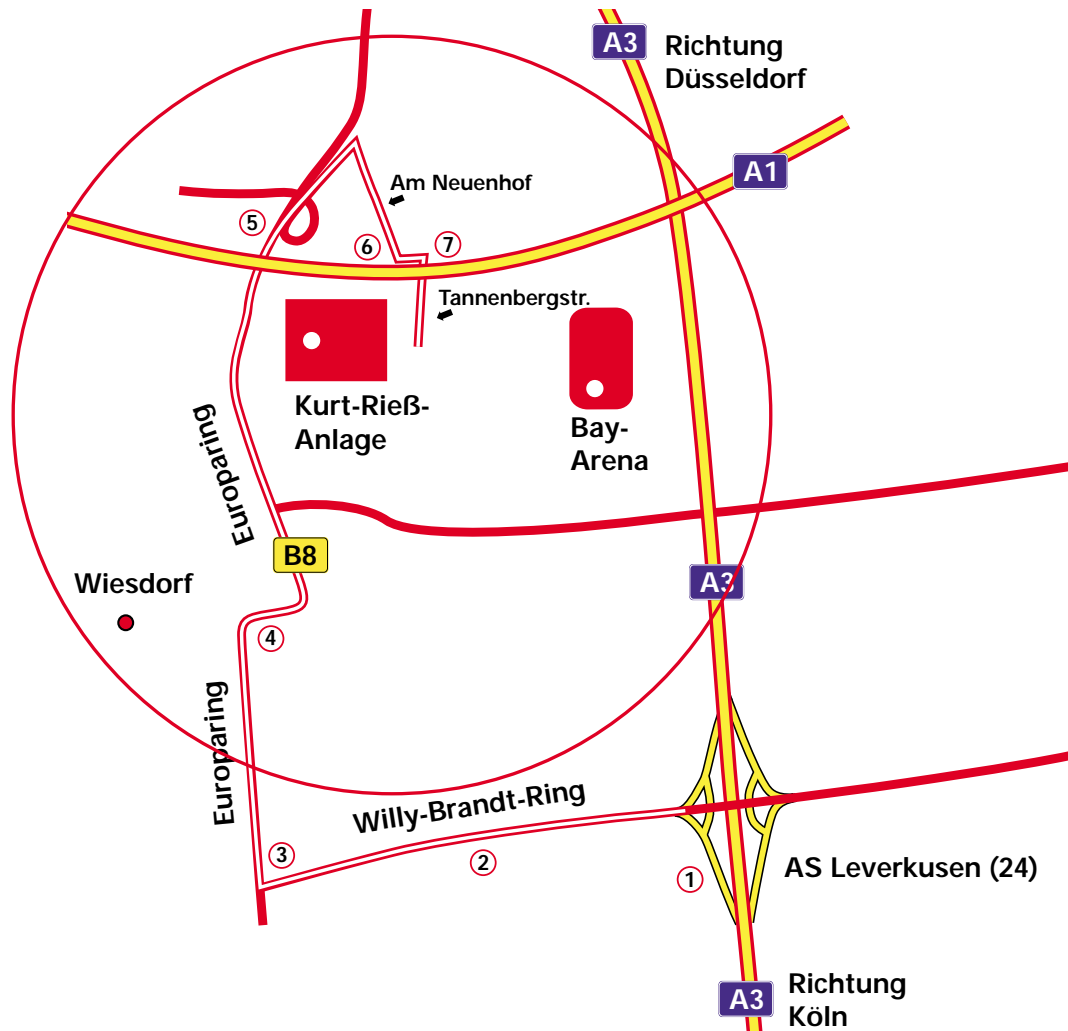 A3
Richtung
Düsseldorf
A1
Am Neuenhof
5
6
7
Tannenbergstr.
Kurt-Rieß-
Anlage
Bay-
Arena
Europaring
B8
Wiesdorf
A3
4
Europaring
Willy-Brandt-Ring
3
2
1
AS Leverkusen (24)
A3
Richtung
Köln